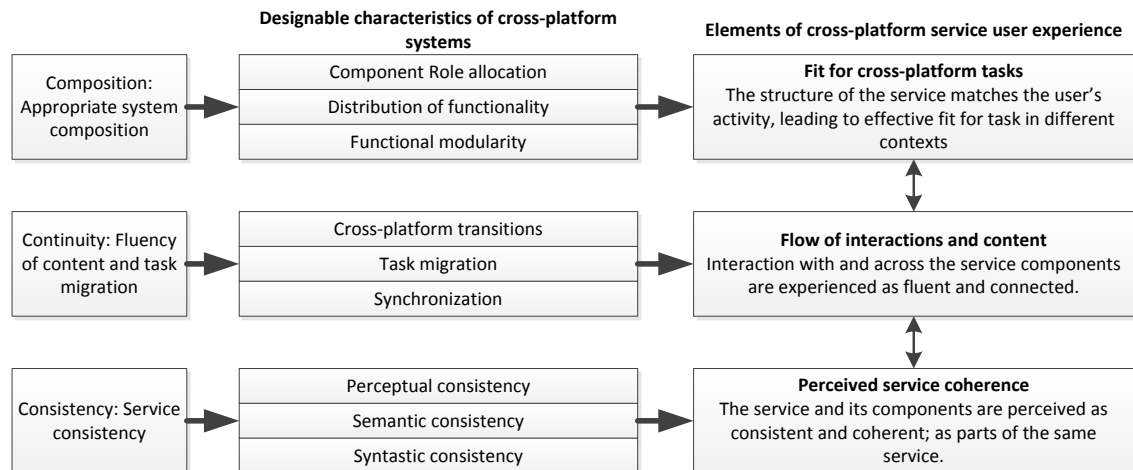 Designable characteristics of cross-platform
systems
Elements of cross-platform service user experience
Composition:
Appropriate system
composition
Component Role allocation
Distribution of functionality
Functional modularity
Fit for cross-platform tasks
The structure of the service matches the user’s
activity, leading to effective fit for task in different
contexts
Continuity: Fluency
of content and task
migration
Cross-platform transitions
Task migration
Synchronization
Flow of interactions and content
Interaction with and across the service components
are experienced as fluent and connected.
Consistency: Service
consistency
Perceptual consistency
Semantic consistency
Syntastic consistency
Perceived service coherence
The service and its components are perceived as
consistent and coherent; as parts of the same
service.